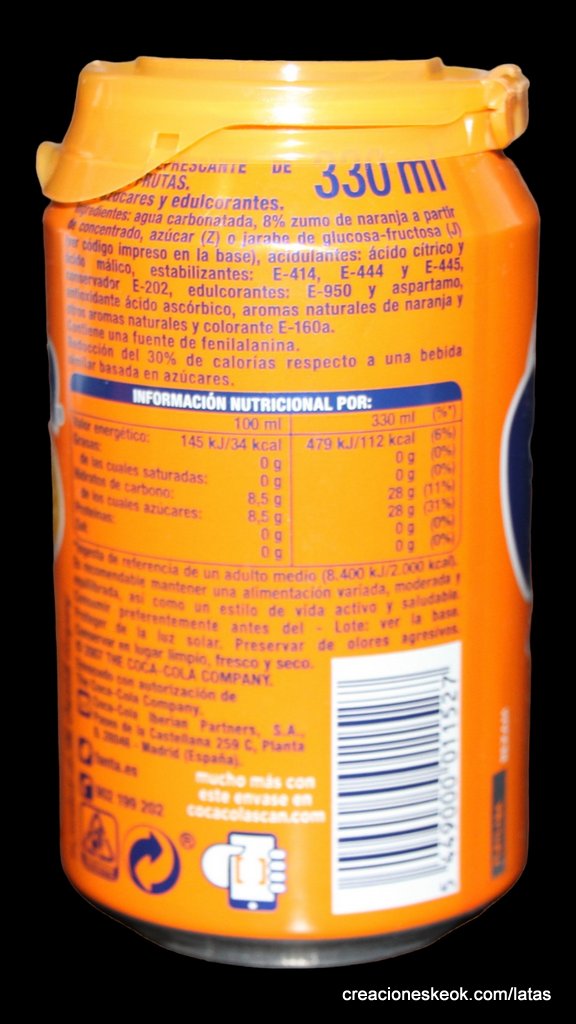 REFRESCANTE DE
FRUTAS.
330 ml
azúcares y edulcorantes.
Ingredientes: agua carbonatada, 8% zumo de naranja a partir
de concentrado, azúcar (Z) o jarabe de glucosa-fructosa (J)
(ver código impreso en la base), acidulantes: ácido cítrico y
ácido málico, estabilizantes: E-414, E-444 y E-445,
conservador E-202, edulcorantes: E-950 y aspartamo,
antioxidante ácido ascórbico, aromas naturales de naranja y
otros aromas naturales y colorante E-160a.
Contiene una fuente de fenilalanina.
Reducción del 30% de calorías respecto a una bebida
similar basada en azúcares.
INFORMACIÓN NUTRICIONAL POR:
100 ml 330 ml (%*)
Valor energético: 145 kJ/34 kcal 479 kJ/112 kcal (6%)
Grasas: 0 g 0 g (0%)
de las cuales saturadas: 0 g 0 g (0%)
Hidratos de carbono: 8,5 g 28 g (11%)
de los cuales azúcares: 8,5 g 28 g (31%)
Proteínas: 0 g 0 g (0%)
Sal: 0 g 0 g (0%)
*Ingesta de referencia de un adulto medio (8.400 kJ/2.000 kcal).
Es recomendable mantener una alimentación variada, moderada y
equilibrada, así como un estilo de vida activo y saludable.
Consumir preferentemente antes del - Lote: ver la base.
Proteger de la luz solar. Preservar de olores agresivos.
Conservar en lugar limpio, fresco y seco.
© 2007 THE COCA-COLA COMPANY.
Envasado con autorización de
The Coca-Cola Company.
Coca-Cola Iberian Partners, S.A.,
Paseo de la Castellana 259 C, Planta
28046 - Madrid (España).
fanta.es
902 199 202
mucho más con
este envase en
cocacolascan.com
5 449000 011527
creacioneskeok.com/latas